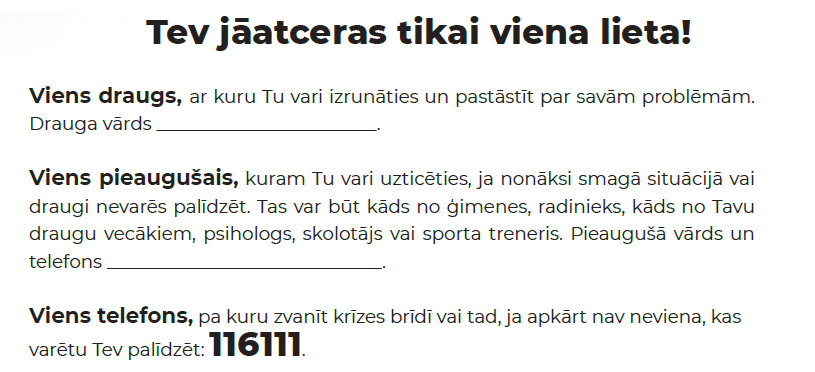 Tev jāatceras tikai viena lieta!
Viens draugs, ar kuru Tu vari izrunāties un pastāstīt par savām problēmām.
Drauga vārds ______________________.
Viens pieaugušais, kuram Tu vari uzticēties, ja nonāksi smagā situācijā vai
draugi nevarēs palīdzēt. Tas var būt kāds no ģimenes, radinieks, kāds no Tavu
draugu vecākiem, psihologs, skolotājs vai sporta treneris. Pieaugušā vārds un
telefons ___________________________.
Viens telefons, pa kuru zvanīt krīzes brīdī vai tad, ja apkārt nav neviena, kas
varētu Tev palīdzēt: 116111.